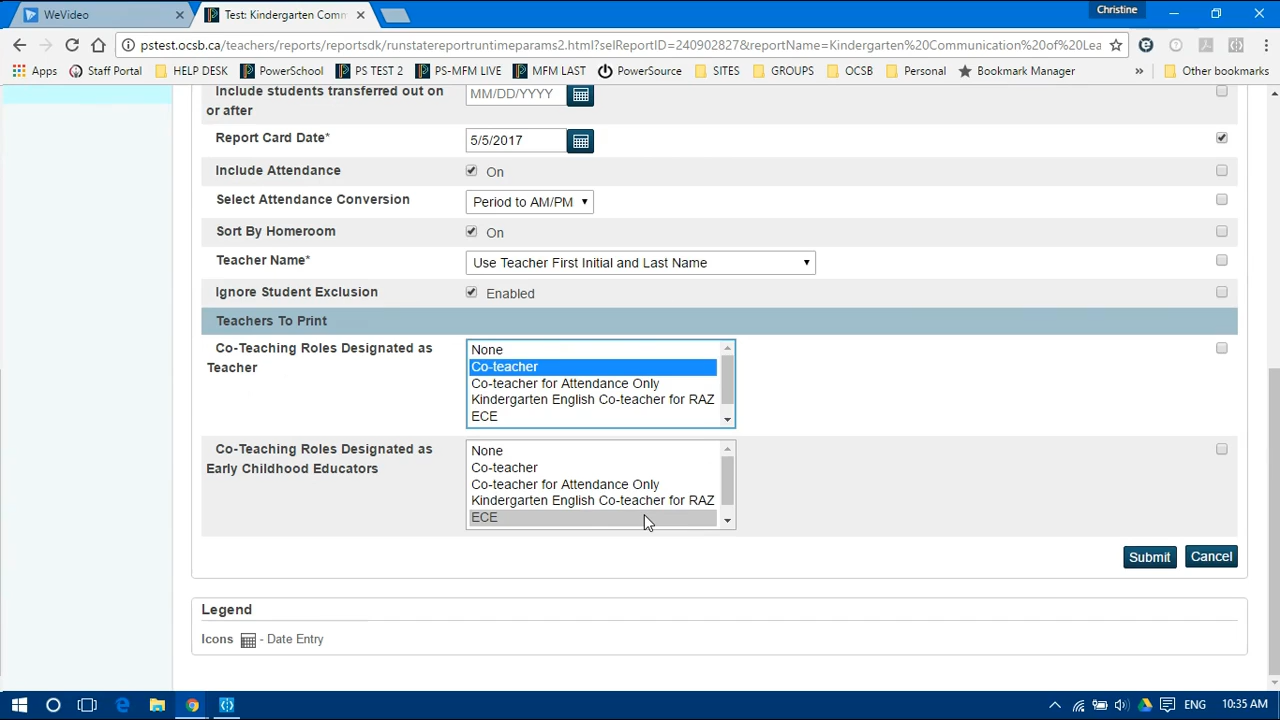 WeVideo
Test: Kindergarten Comm
Christine
pstest.ocsb.ca/teachers/reports/reportsdk/runstatereportruntimeparams2.html?selReportID=240902827&reportName=Kindergarten%20Communication%20of%20Lea
Apps Staff Portal HELP DESK PowerSchool PS TEST 2 PS-MFM LIVE MFM LAST PowerSource SITES GROUPS OCSB Personal Bookmark Manager » Other bookmarks
Include students transferred out on
or after
MM/DD/YYYY
Report Card Date* 5/5/2017
Include Attendance On
Select Attendance Conversion Period to AM/PM
Sort By Homeroom On
Teacher Name* Use Teacher First Initial and Last Name
Ignore Student Exclusion Enabled
Teachers To Print
Co-Teaching Roles Designated as
Teacher
None
Co-teacher
Co-teacher for Attendance Only
Kindergarten English Co-teacher for RAZ
ECE
Co-Teaching Roles Designated as
Early Childhood Educators
None
Co-teacher
Co-teacher for Attendance Only
Kindergarten English Co-teacher for RAZ
ECE
Submit Cancel
Legend
Icons - Date Entry
ENG 10:35 AM